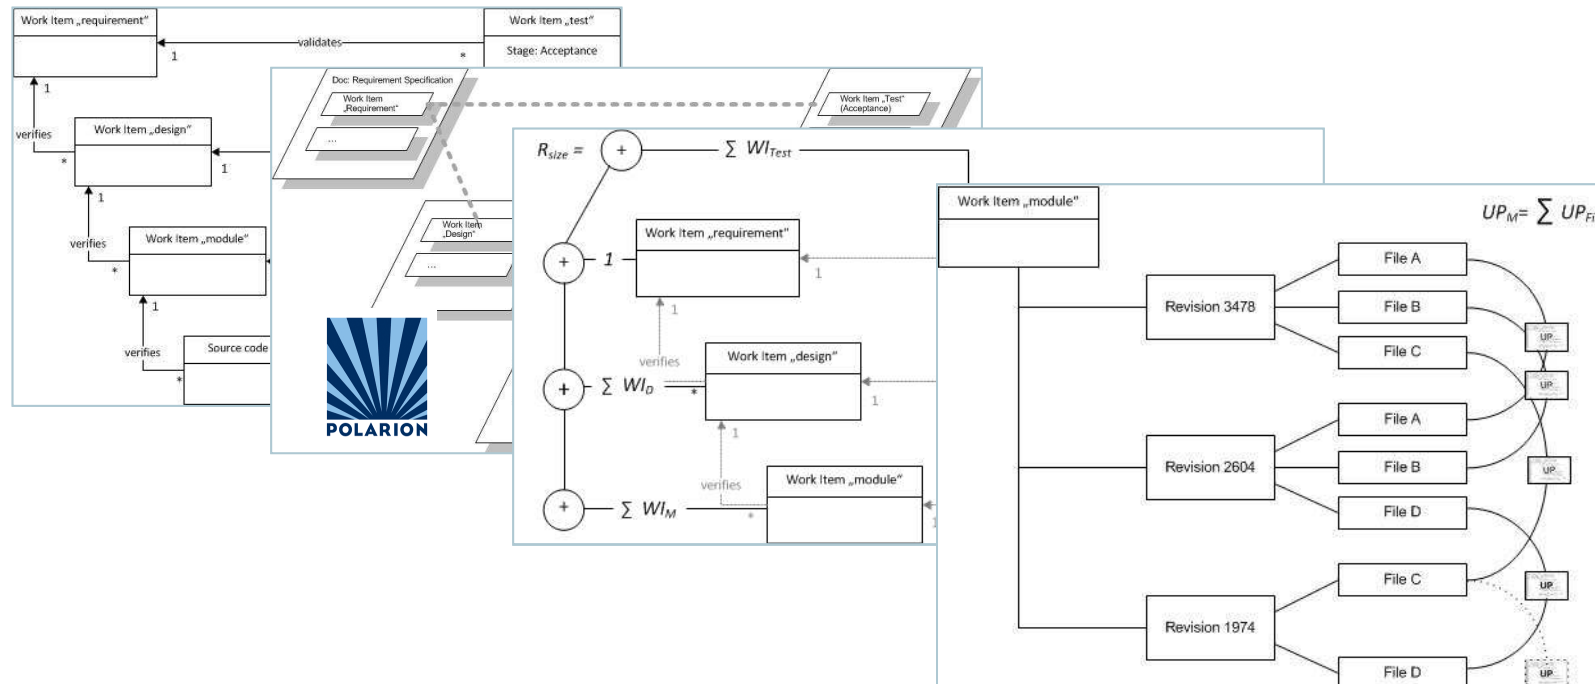 Work Item „requirement"
Work Item „test"
Stage: Acceptance
validates
1
*
1
verifies
Work Item „design"
*
1
1
verifies
Work Item „module"
*
1
verifies
Source code
*
Doc: Requirement Specification
Work Item
„Requirement"
...
Work Item „Test"
(Acceptance)
Work Item
„Design"
...
POLARION
R_size =
+
∑ WI_Test
+
1
Work Item „requirement"
1
1
verifies
Work Item „design"
+
∑ WI_D
*
1
1
verifies
Work Item „module"
+
∑ WI_M
*
1
Work Item „module"
UP_M= ∑ UP_Fi
Revision 3478
File A
File B
File C
UP
UP
Revision 2604
File A
File B
File D
UP
Revision 1974
File C
File D
UP
UP